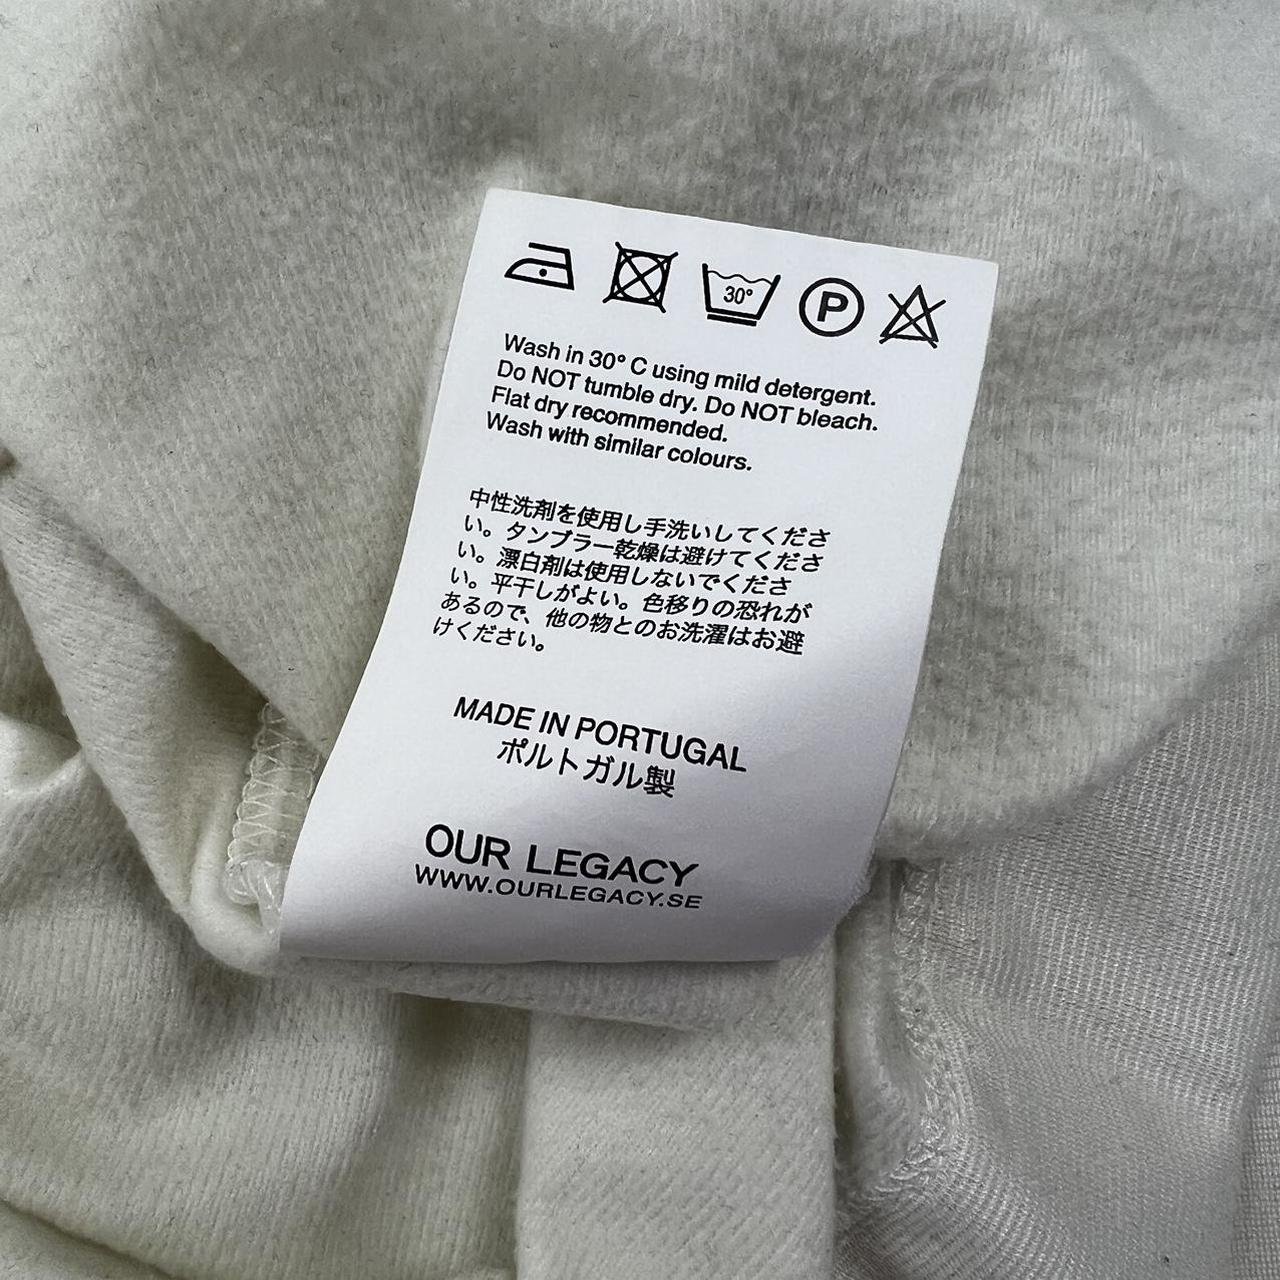 30°
P
Wash in 30° C using mild detergent.
Do NOT tumble dry. Do NOT bleach.
Flat dry recommended.
Wash with similar colours.
中性洗剤を使用し手洗いしてくださ
い。タンブラー乾燥は避けてくださ
い。漂白剤は使用しないでくださ
い。平干しがよい。色移りの恐れが
あるので、他の物とのお洗濯はお避
けください。
MADE IN PORTUGAL
ポルトガル製
OUR LEGACY
WWW.OURLEGACY.SE